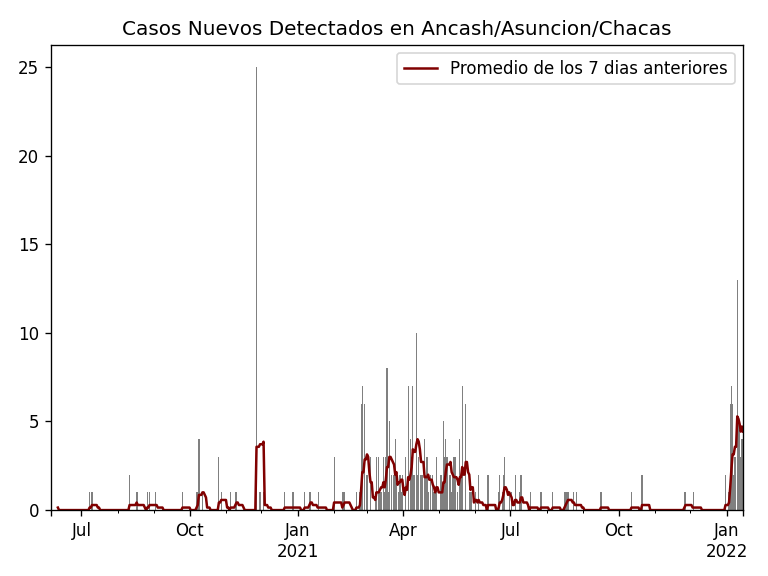 Casos Nuevos Detectados en Ancash/Asuncion/Chacas
Promedio de los 7 dias anteriores
25
20
15
10
5
0
Jul Oct Jan Apr Jul Oct Jan
2021 2022